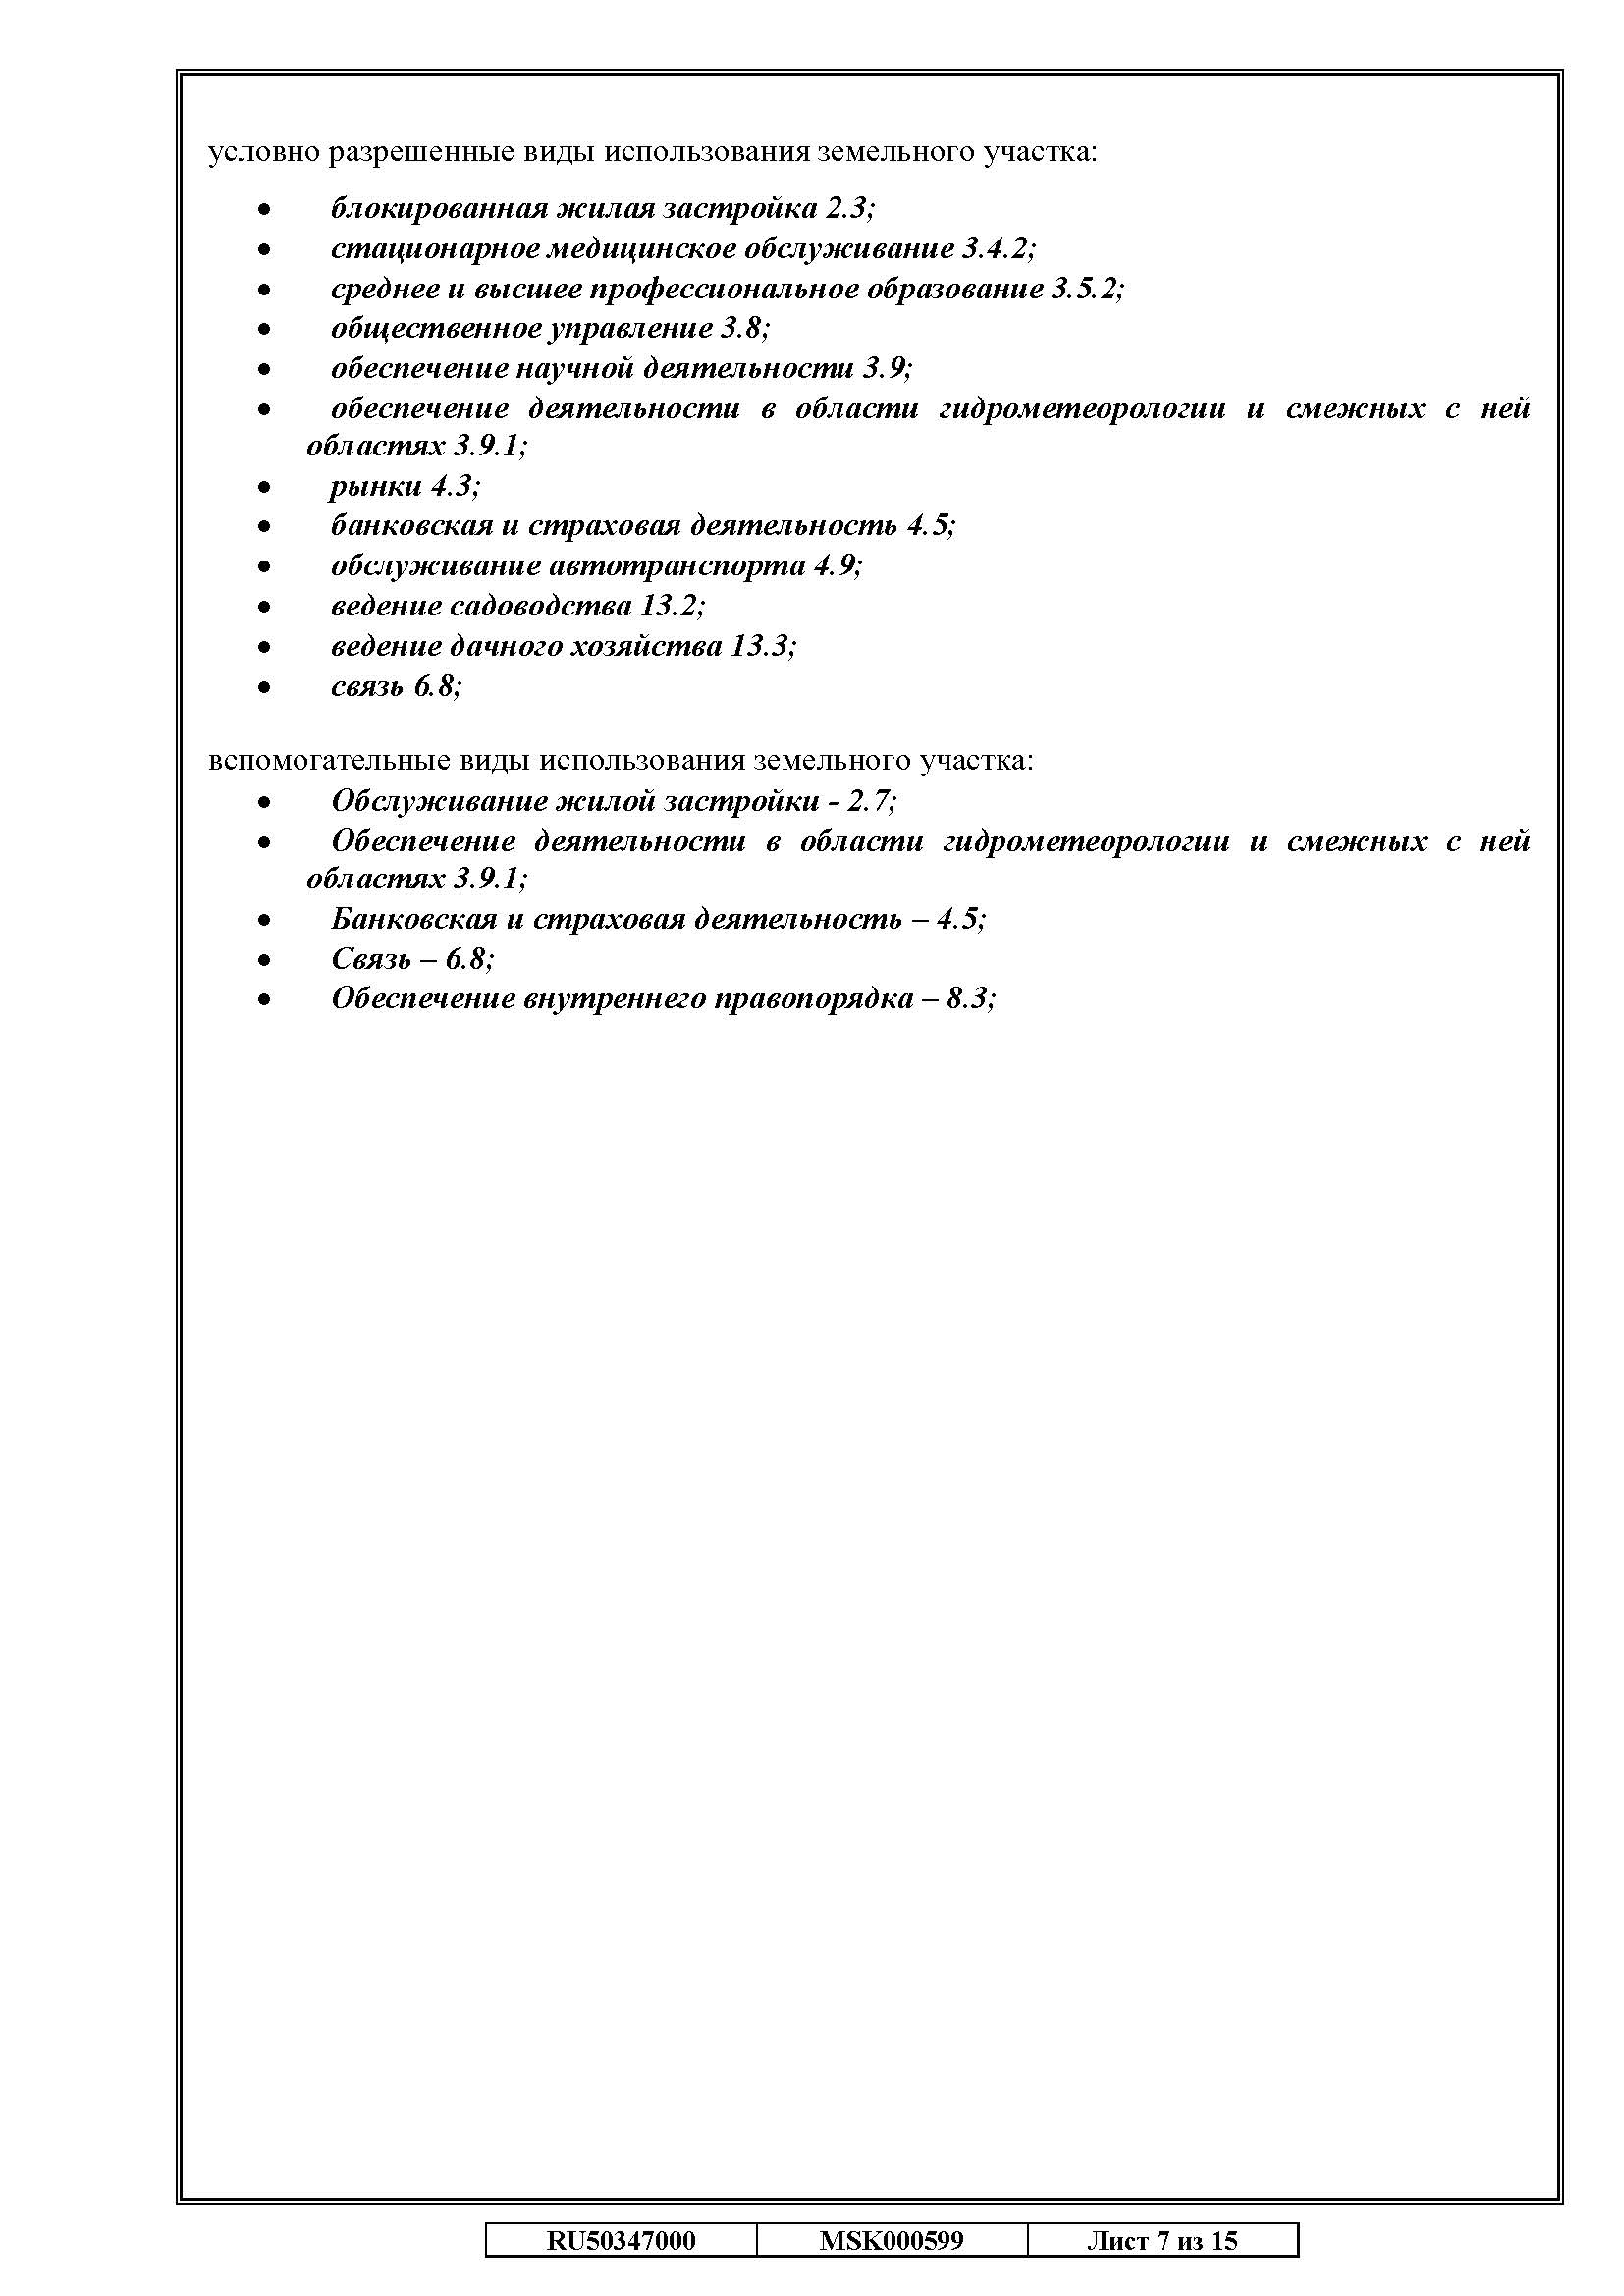 условно разрешенные виды использования земельного участка:
• блокированная жилая застройка 2.3;
• стационарное медицинское обслуживание 3.4.2;
• среднее и высшее профессиональное образование 3.5.2;
• общественное управление 3.8;
• обеспечение научной деятельности 3.9;
• обеспечение деятельности в области гидрометеорологии и смежных с ней
областях 3.9.1;
• рынки 4.3;
• банковская и страховая деятельность 4.5;
• обслуживание автотранспорта 4.9;
• ведение садоводства 13.2;
• ведение дачного хозяйства 13.3;
• связь 6.8;
вспомогательные виды использования земельного участка:
• Обслуживание жилой застройки - 2.7;
• Обеспечение деятельности в области гидрометеорологии и смежных с ней
областях 3.9.1;
• Банковская и страховая деятельность – 4.5;
• Связь – 6.8;
• Обеспечение внутреннего правопорядка – 8.3;
RU50347000 MSK000599 Лист 7 из 15